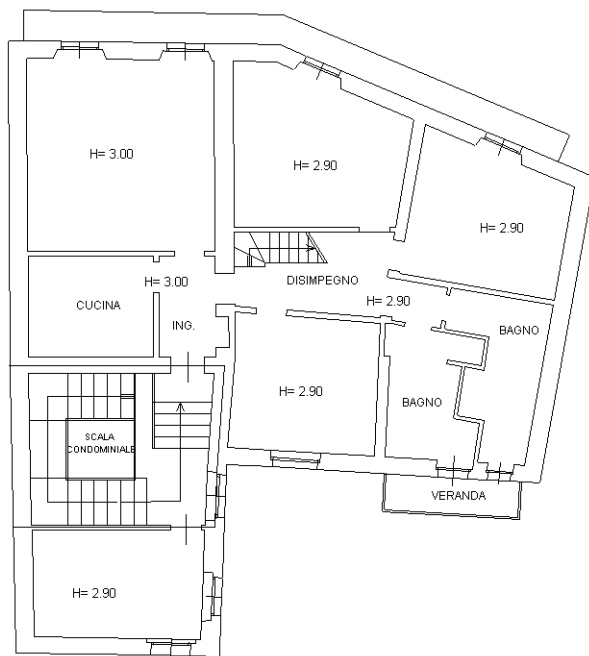 H= 3.00
H= 2.90
H= 2.90
H= 3.00
DISIMPEGNO
H= 2.90
CUCINA
ING.
BAGNO
H= 2.90
BAGNO
SCALA
CONDOMINIALE
VERANDA
H= 2.90